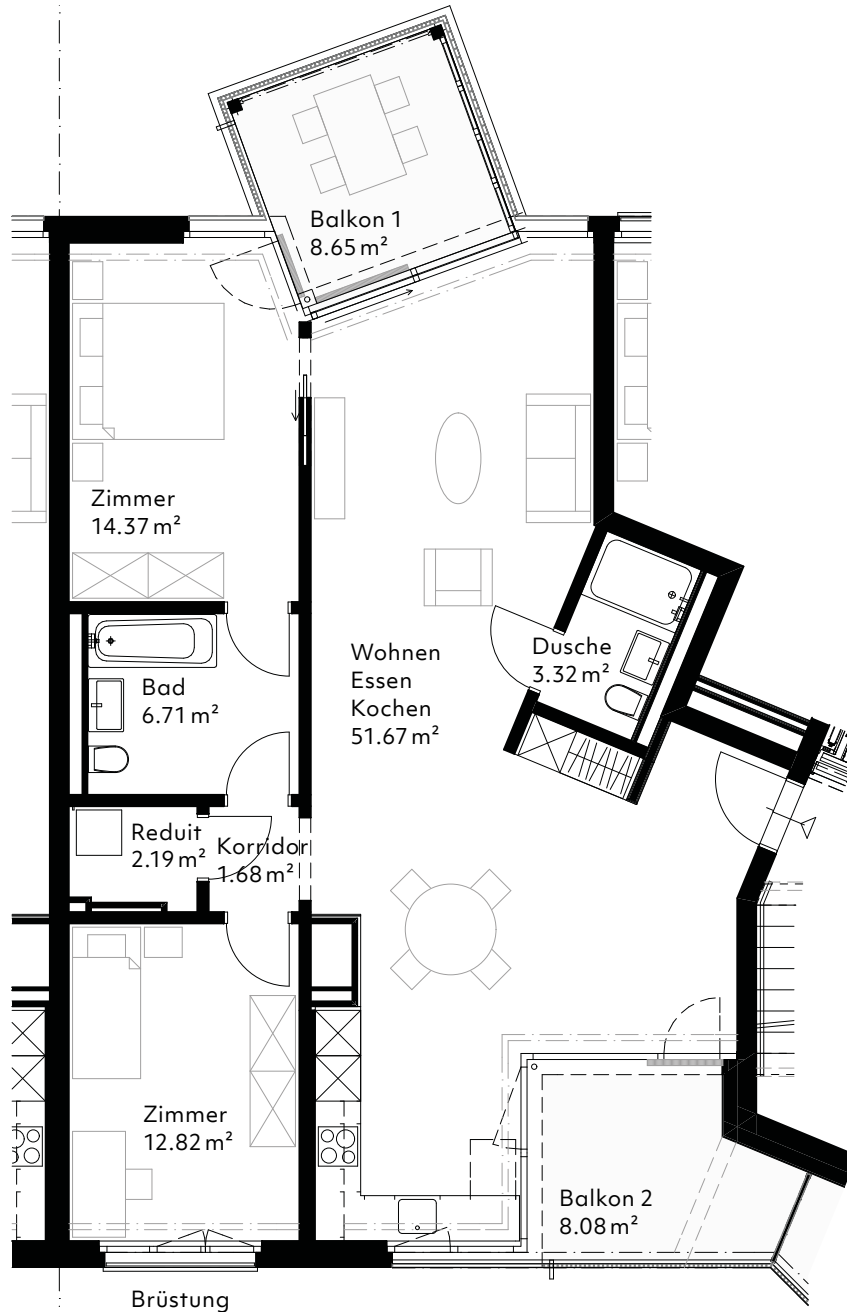 Balkon 1
8.65 m²
Zimmer
14.37 m²
Wohnen
Essen
Kochen
51.67 m²
Dusche
3.32 m²
Bad
6.71 m²
Reduit
2.19 m²
Korridor
1.68 m²
Zimmer
12.82 m²
Balkon 2
8.08 m²
Brüstung